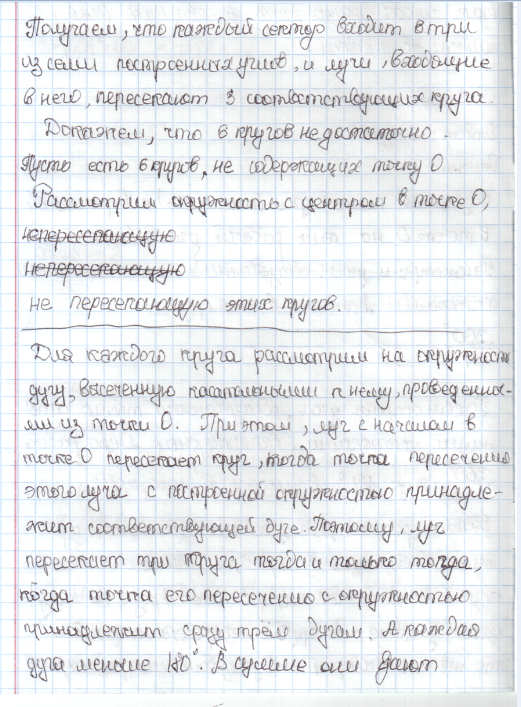 Получаем, что каждый сектор входит в три
из семи построенных углов, и лучи, входящие
в него, пересекают 3 соответствующих круга.
Докажем, что 6 кругов недостаточно.
Пусть есть 6 кругов, не содержащих точку О.
Рассмотрим окружность с центром в точке О,
непересекающую
непересекающую
не пересекающую этих кругов.
Для каждого круга рассмотрим на окружности
дугу, высеченную касательными к нему, проведенны-
ми из точки О. При этом, луч с началом в
точке О пересекает круг, тогда точка пересечения
этого луча с построенной окружностью принадле-
жит соответствующей дуге. Поэтому, луч
пересекает три круга тогда и только тогда,
когда точка его пересечения с окружностью
принадлежит сразу трём дугам. А каждая
дуга меньше 180°. В сумме они дают